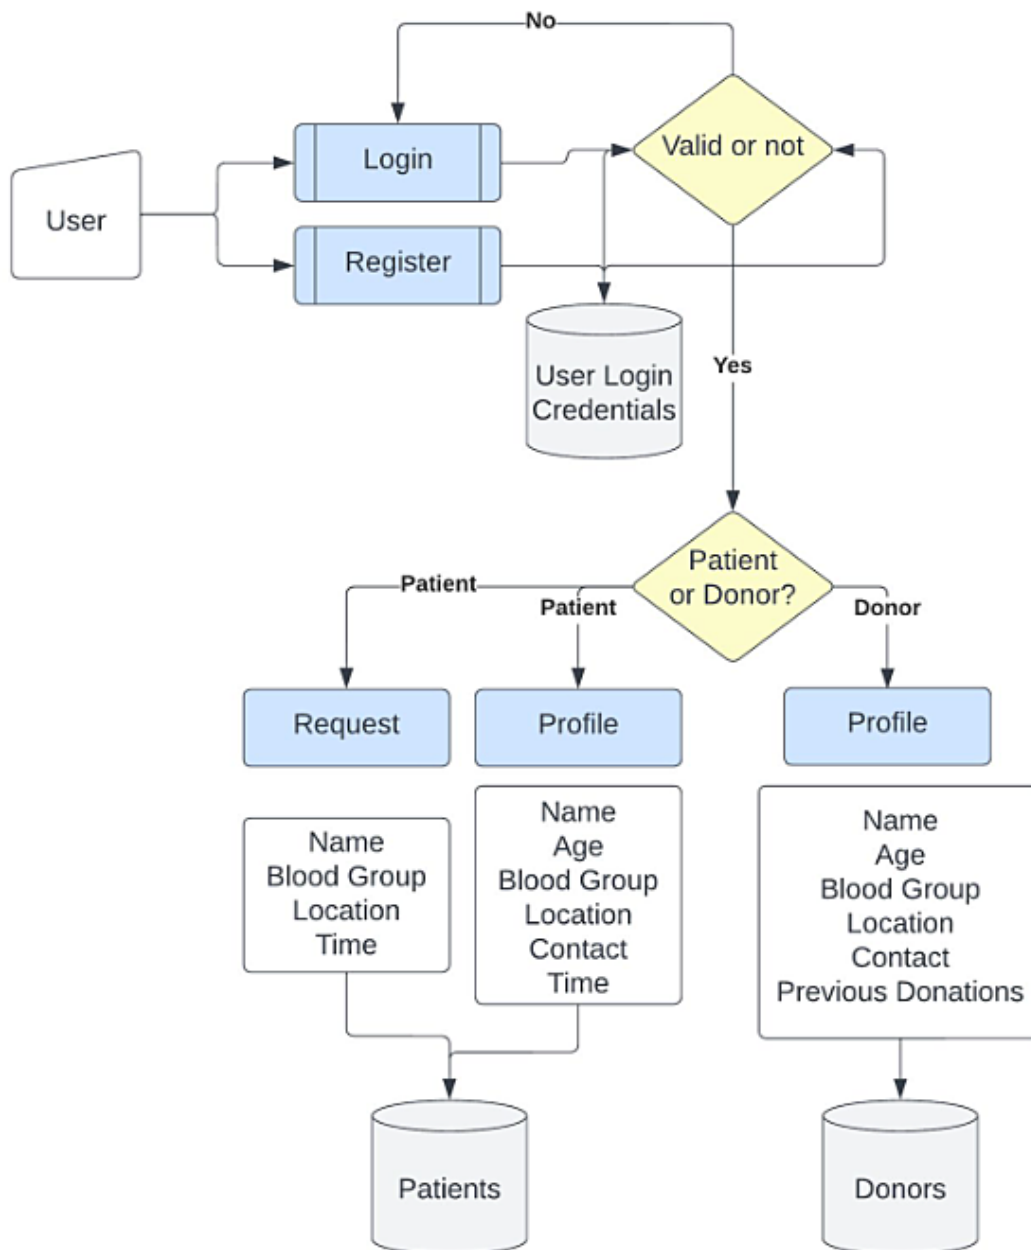 No
Login
Valid or not
User
Register
User Login
Credentials
Yes
Patient
or Donor?
Patient
Patient
Donor
Request
Profile
Profile
Name
Blood Group
Location
Time
Name
Age
Blood Group
Location
Contact
Time
Name
Age
Blood Group
Location
Contact
Previous Donations
Patients
Donors